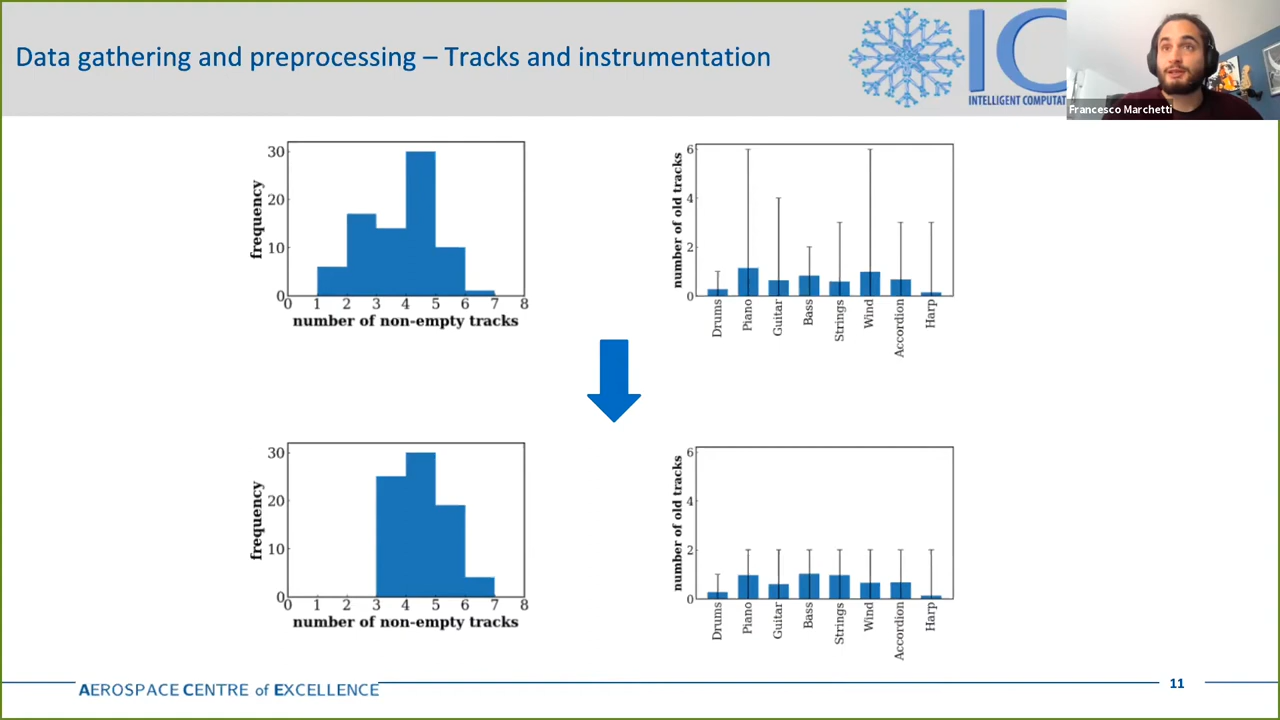 Data gathering and preprocessing – Tracks and instrumentation
IC
INTELLIGENT COMPUTAT
Francesco Marchetti
30
20
10
0
frequency
0 1 2 3 4 5 6 7 8
number of non-empty tracks
6
4
2
0
number of old tracks
Drums
Piano
Guitar
Bass
Strings
Wind
Accordion
Harp
30
20
10
0
frequency
0 1 2 3 4 5 6 7 8
number of non-empty tracks
6
4
2
0
number of old tracks
Drums
Piano
Guitar
Bass
Strings
Wind
Accordion
Harp
AEROSPACE CENTRE of EXCELLENCE
11